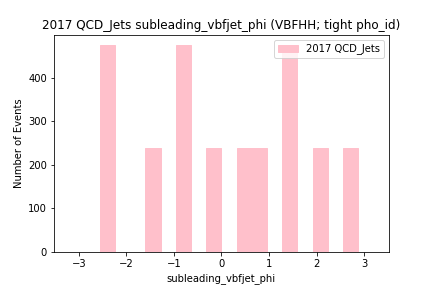 2017 QCD_Jets subleading_vbfjet_phi (VBFHH; tight pho_id)
2017 QCD_Jets
Number of Events
400
300
200
100
0
−3 −2 −1 0 1 2 3
subleading_vbfjet_phi